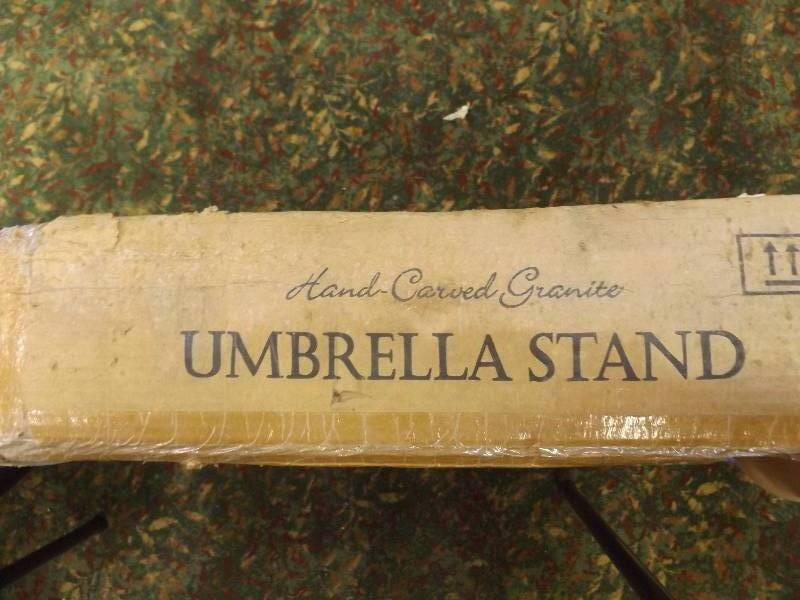 Hand-Carved Granite
UMBRELLA STAND